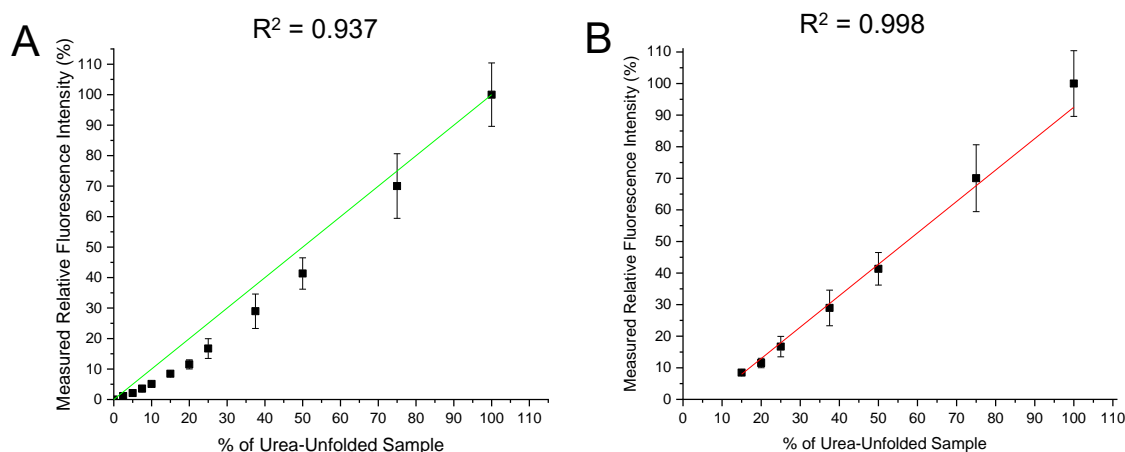 A
R² = 0.937
Measured Relative Fluorescence Intensity (%)
110
100
90
80
70
60
50
40
30
20
10
0
0 10 20 30 40 50 60 70 80 90 100 110
% of Urea-Unfolded Sample
B
R² = 0.998
Measured Relative Fluorescence Intensity (%)
110
100
90
80
70
60
50
40
30
20
10
0
0 10 20 30 40 50 60 70 80 90 100 110
% of Urea-Unfolded Sample